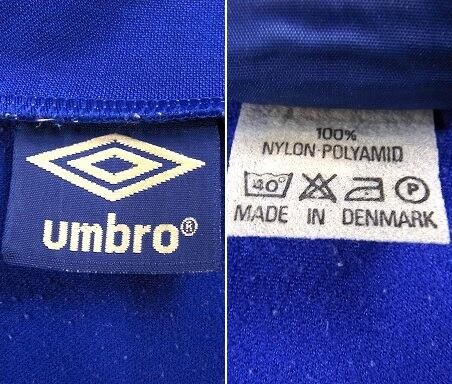 umbro®
100%
NYLON-POLYAMID
40° P
MADE IN DENMARK